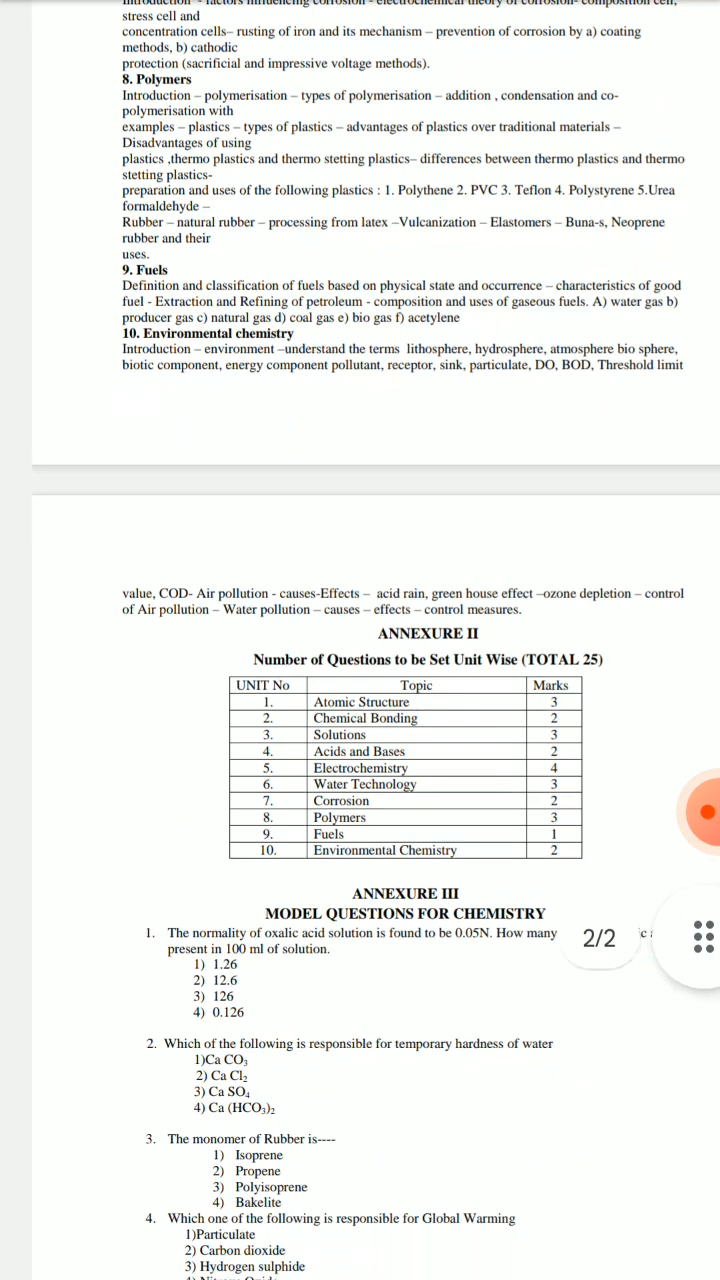 Introduction - factors influencing corrosion - electrochemical theory of corrosion- composition cell,
stress cell and
concentration cells– rusting of iron and its mechanism – prevention of corrosion by a) coating
methods, b) cathodic
protection (sacrificial and impressive voltage methods).
8. Polymers
Introduction – polymerisation – types of polymerisation – addition , condensation and co-
polymerisation with
examples – plastics – types of plastics – advantages of plastics over traditional materials –
Disadvantages of using
plastics ,thermo plastics and thermo stetting plastics– differences between thermo plastics and thermo
stetting plastics-
preparation and uses of the following plastics : 1. Polythene 2. PVC 3. Teflon 4. Polystyrene 5.Urea
formaldehyde –
Rubber – natural rubber – processing from latex –Vulcanization – Elastomers – Buna-s, Neoprene
rubber and their
uses.
9. Fuels
Definition and classification of fuels based on physical state and occurrence – characteristics of good
fuel - Extraction and Refining of petroleum - composition and uses of gaseous fuels. A) water gas b)
producer gas c) natural gas d) coal gas e) bio gas f) acetylene
10. Environmental chemistry
Introduction – environment –understand the terms lithosphere, hydrosphere, atmosphere bio sphere,
biotic component, energy component pollutant, receptor, sink, particulate, DO, BOD, Threshold limit
value, COD- Air pollution - causes-Effects – acid rain, green house effect –ozone depletion – control
of Air pollution – Water pollution – causes – effects – control measures.
ANNEXURE II
Number of Questions to be Set Unit Wise (TOTAL 25)
UNIT No Topic Marks
1. Atomic Structure 3
2. Chemical Bonding 2
3. Solutions 3
4. Acids and Bases 2
5. Electrochemistry 4
6. Water Technology 3
7. Corrosion 2
8. Polymers 3
9. Fuels 1
10. Environmental Chemistry 2
ANNEXURE III
MODEL QUESTIONS FOR CHEMISTRY
1. The normality of oxalic acid solution is found to be 0.05N. How many
2/2
present in 100 ml of solution.
1) 1.26
2) 12.6
3) 126
4) 0.126
2. Which of the following is responsible for temporary hardness of water
1)Ca CO₃
2) Ca Cl₂
3) Ca SO₄
4) Ca (HCO₃)₂
3. The monomer of Rubber is----
1) Isoprene
2) Propene
3) Polyisoprene
4) Bakelite
4. Which one of the following is responsible for Global Warming
1)Particulate
2) Carbon dioxide
3) Hydrogen sulphide